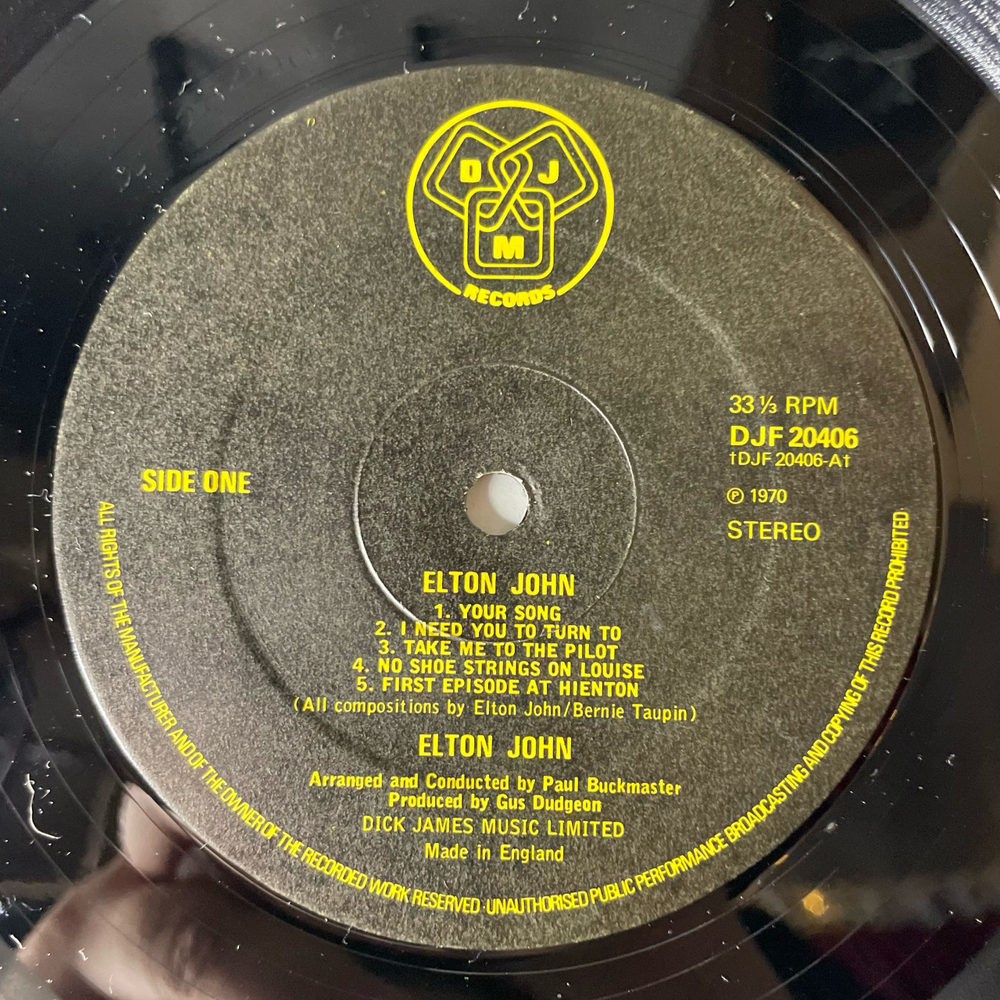 D J
M
RECORDS
33 ⅓ RPM
DJF 20406
†DJF 20406-A†
SIDE ONE
℗ 1970
STEREO
ELTON JOHN
1. YOUR SONG
2. I NEED YOU TO TURN TO
3. TAKE ME TO THE PILOT
4. NO SHOE STRINGS ON LOUISE
5. FIRST EPISODE AT HIENTON
(All compositions by Elton John/Bernie Taupin)
ELTON JOHN
Arranged and Conducted by Paul Buckmaster
Produced by Gus Dudgeon
DICK JAMES MUSIC LIMITED
Made in England
ALL RIGHTS OF THE MANUFACTURER AND OF THE OWNER OF THE RECORDED WORK RESERVED · UNAUTHORISED PUBLIC PERFORMANCE BROADCASTING AND COPYING OF THIS RECORD PROHIBITED